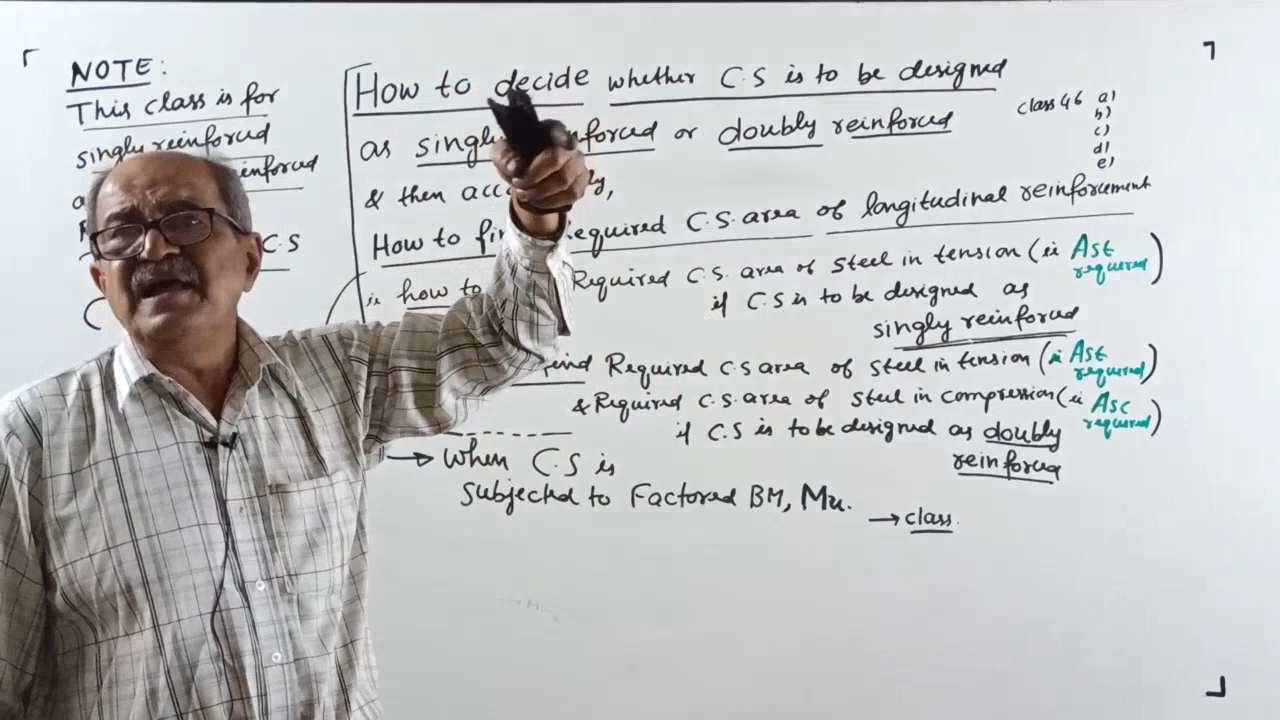 NOTE:
This class is for
singly reinforced
C.S
How to decide whether C.S is to be designed
as singly reinforced or doubly reinforced
& then
How to required C.S. area of longitudinal reinforcement
ie how to Required C.S. area of steel in tension (ie Ast required)
if C.S is to be designed as
singly reinforced
find Required C.S area of steel in tension (ie Ast required)
& Required C.S. area of steel in compression (ie Asc required)
if C.S is to be designed as doubly
reinforced
→ when C.S is
subjected to Factored BM, Mu.
→ class.
class 46 a)
b)
c)
d)
e)